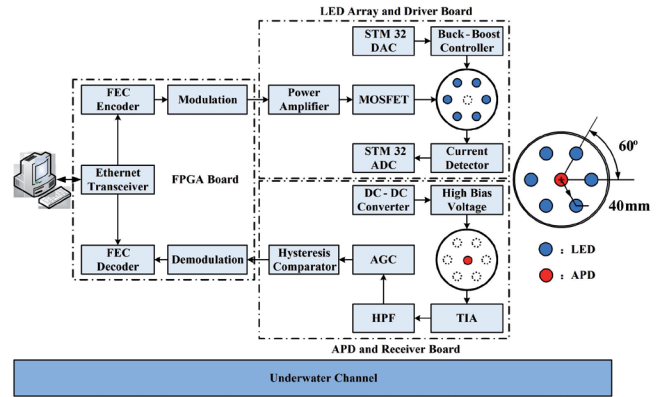 LED Array and Driver Board
STM 32
DAC
Buck-Boost
Controller
FEC
Encoder
Modulation
Power
Amplifier
MOSFET
STM 32
ADC
Current
Detector
Ethernet
Transceiver
FPGA Board
DC - DC
Converter
High Bias
Voltage
FEC
Decoder
Demodulation
Hysteresis
Comparator
AGC
HPF
TIA
APD and Receiver Board
60°
40mm
: LED
: APD
Underwater Channel